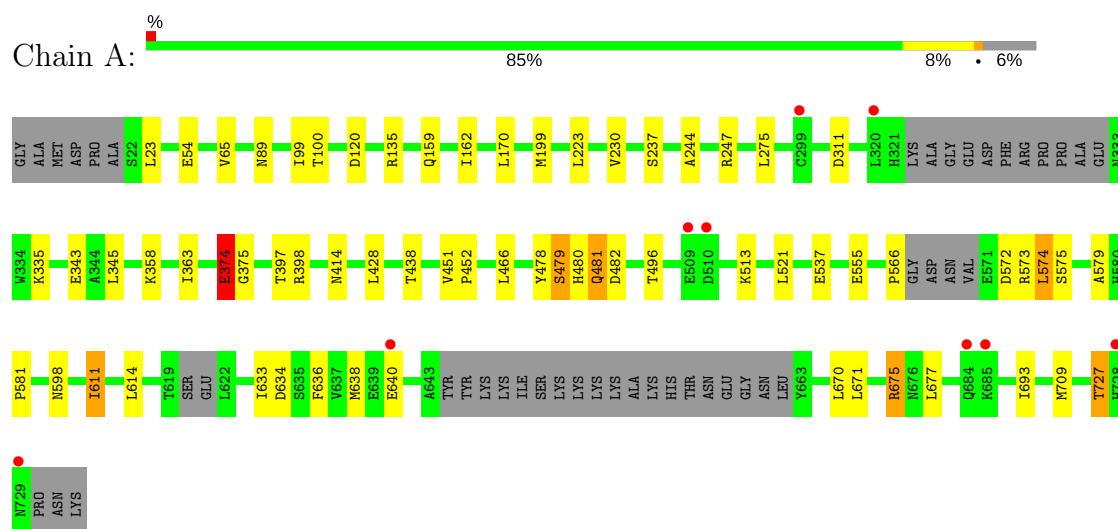 %
Chain A:
85% 8% • 6%
GLY ALA MET ASP PRO ALA S22 L23 E54 V65 N89 I99 T100 D120 R135 Q159 I162 L170 M199 L223 V230 S237 A244 R247 L275 C299 D311 L320 H321 LYS ALA GLY GLU ASP PHE ARG PRO PRO ALA GLU N333
W334 K335 E343 A344 L345 K358 I363 E374 G375 T397 R398 N414 L428 T438 V451 P452 L466 Y478 S479 H480 Q481 D482 T496 E509 D510 K513 L521 E537 E555 P566 GLY ASP ASN VAL E571 D572 R573 L574 S575 A579 H580
P581 N598 I611 L614 T619 SER GLU L622 I633 D634 S635 F636 V637 M638 E639 E640 A643 TYR TYR LYS LYS ILE SER LYS LYS LYS LYS ALA LYS HIS THR ASN GLU GLY ASN LEU Y663 L670 L671 R675 N676 L677 Q684 K685 I693 M709 T727 H728
N729 PRO ASN LYS